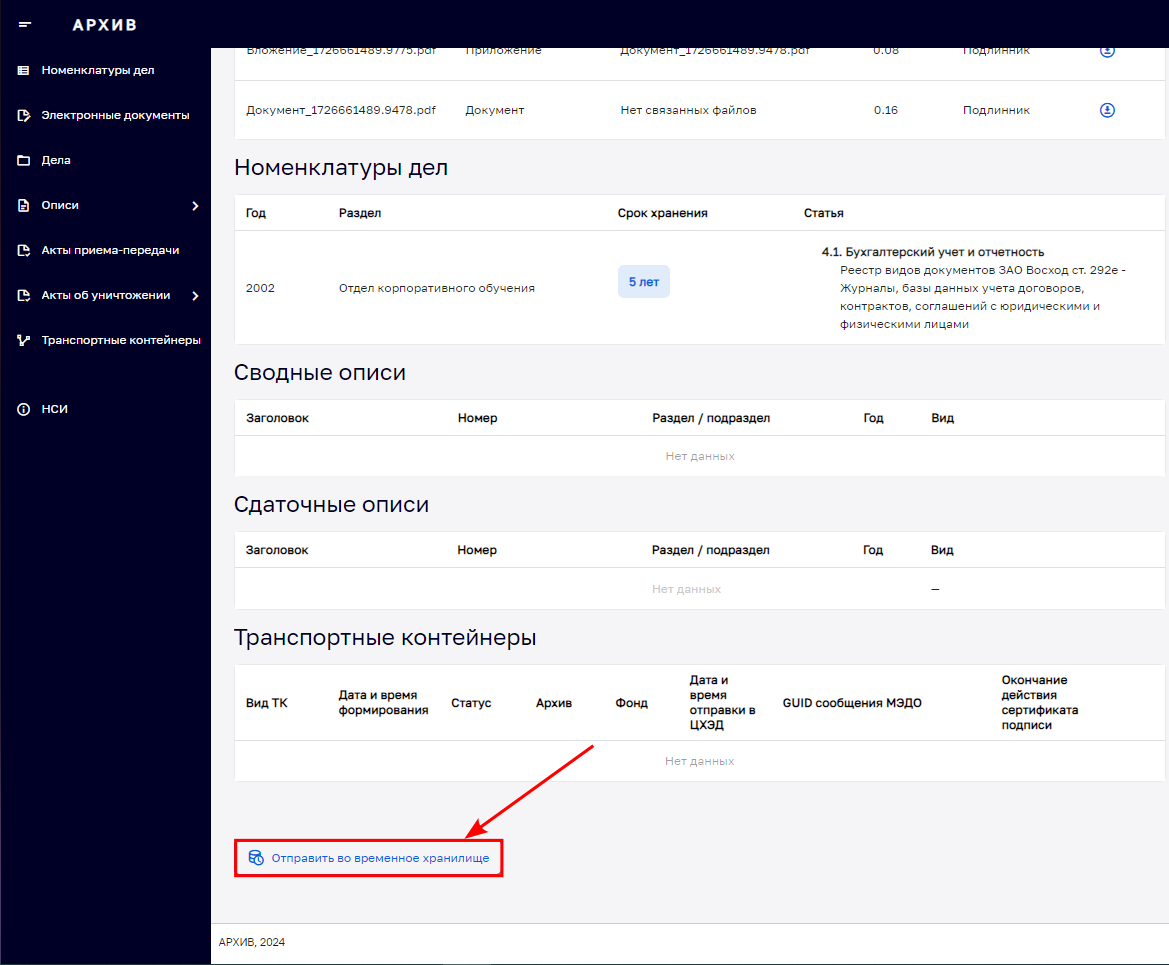 АРХИВ
Номенклатуры дел
Электронные документы
Дела
Описи
Акты приема-передачи
Акты об уничтожении
Транспортные контейнеры
НСИ
Вложение_1726661489.9775.pdf Приложение Документ_1726661489.9478.pdf 0.08 Подлинник
Документ_1726661489.9478.pdf Документ Нет связанных файлов 0.16 Подлинник
Номенклатуры дел
Год Раздел Срок хранения Статья
2002 Отдел корпоративного обучения 5 лет
4.1. Бухгалтерский учет и отчетность
Реестр видов документов ЗАО Восход ст. 292е -
Журналы, базы данных учета договоров,
контрактов, соглашений с юридическими и
физическими лицами
Сводные описи
Заголовок Номер Раздел / подраздел Год Вид
Нет данных
Сдаточные описи
Заголовок Номер Раздел / подраздел Год Вид
Нет данных —
Транспортные контейнеры
Вид ТК
Дата и время
формирования
Статус
Архив
Фонд
Дата и
время
отправки в
ЦХЭД
GUID сообщения МЭДО
Окончание
действия
сертификата
подписи
Нет данных
Отправить во временное хранилище
АРХИВ, 2024